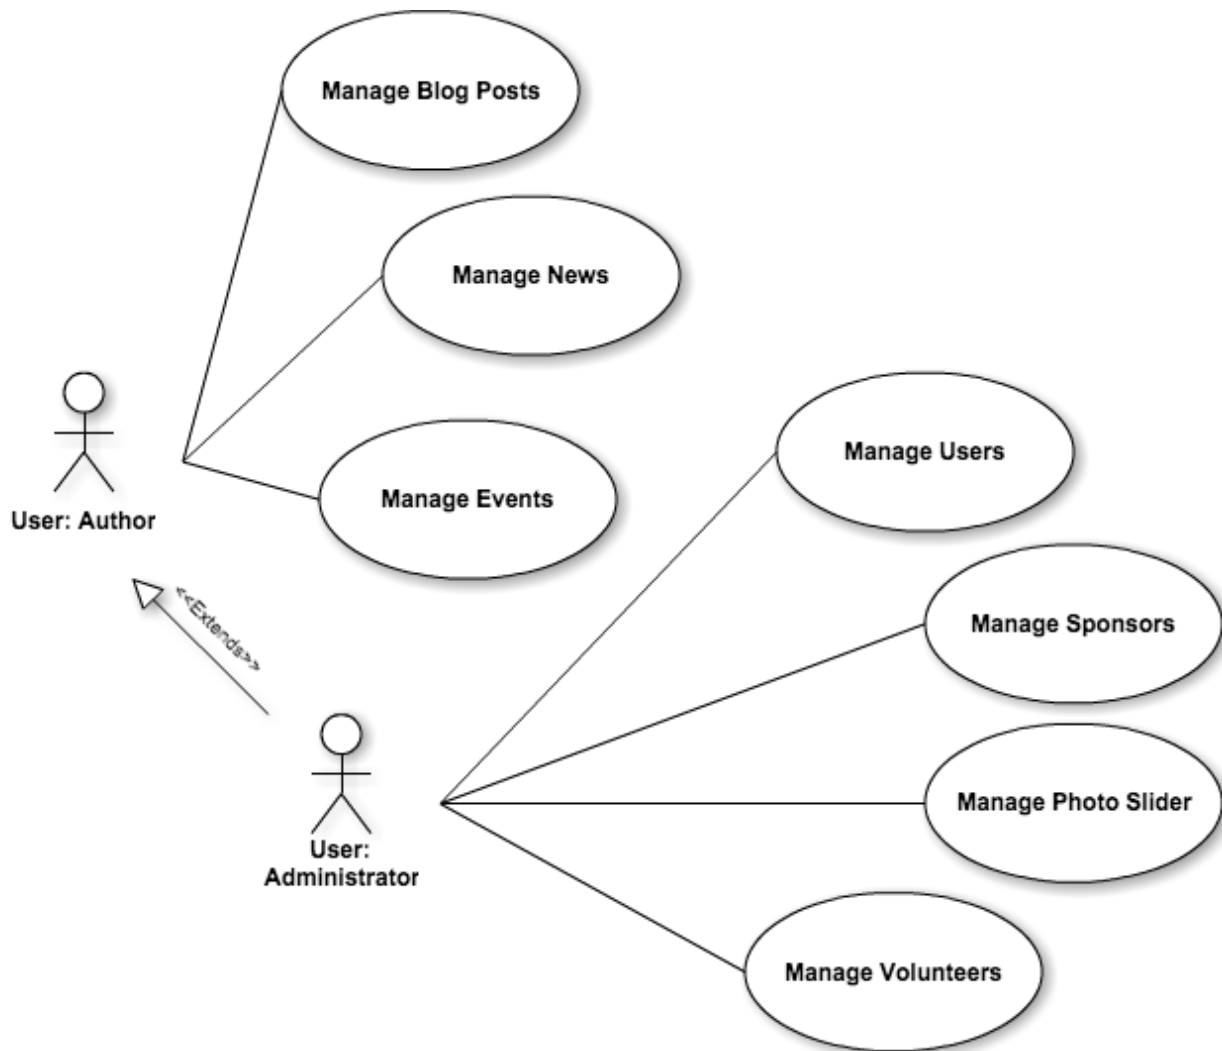 Manage Blog Posts
Manage News
Manage Users
Manage Events
User: Author
<<Extends>>
Manage Sponsors
Manage Photo Slider
User:
Administrator
Manage Volunteers